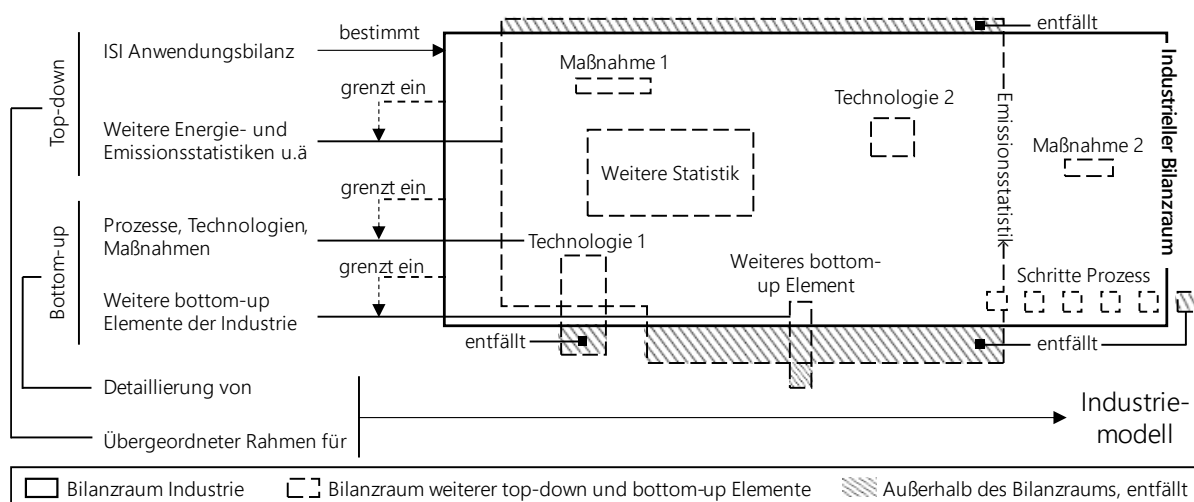 Top-down
Bottom-up
ISI Anwendungsbilanz
bestimmt
grenzt ein
Weitere Energie- und
Emissionsstatistiken u.ä
grenzt ein
Prozesse, Technologien,
Maßnahmen
grenzt ein
Weitere bottom-up
Elemente der Industrie
Detaillierung von
Übergeordneter Rahmen für
entfällt
Maßnahme 1
Technologie 2
Maßnahme 2
Weitere Statistik
Emissionsstatistik
Industrieller Bilanzraum
Technologie 1
Weiteres bottom-
up Element
Schritte Prozess
entfällt
entfällt
Industrie-
modell
Bilanzraum Industrie
Bilanzraum weiterer top-down und bottom-up Elemente
Außerhalb des Bilanzraums, entfällt